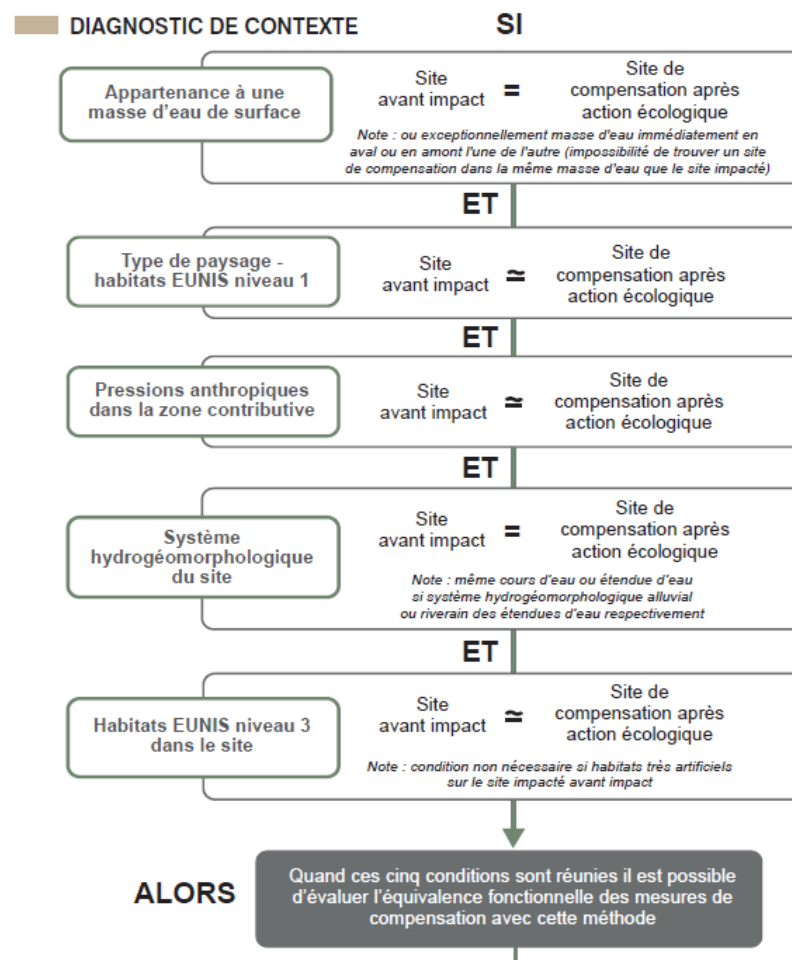 DIAGNOSTIC DE CONTEXTE
SI
Appartenance à une
masse d'eau de surface
Site
avant impact
=
Site de
compensation après
action écologique
Note : ou exceptionnellement masse d'eau immédiatement en
aval ou en amont l'une de l'autre (impossibilité de trouver un site
de compensation dans la même masse d'eau que le site impacté)
ET
Type de paysage -
habitats EUNIS niveau 1
Site
avant impact
≃
Site de
compensation après
action écologique
ET
Pressions anthropiques
dans la zone contributive
Site
avant impact
≃
Site de
compensation après
action écologique
ET
Système
hydrogéomorphologique
du site
Site
avant impact
=
Site de
compensation après
action écologique
Note : même cours d'eau ou étendue d'eau
si système hydrogéomorphologique alluvial
ou riverain des étendues d'eau respectivement
ET
Habitats EUNIS niveau 3
dans le site
Site
avant impact
≃
Site de
compensation après
action écologique
Note : condition non nécessaire si habitats très artificiels
sur le site impacté avant impact
ALORS
Quand ces cinq conditions sont réunies il est possible
d'évaluer l'équivalence fonctionnelle des mesures de
compensation avec cette méthode